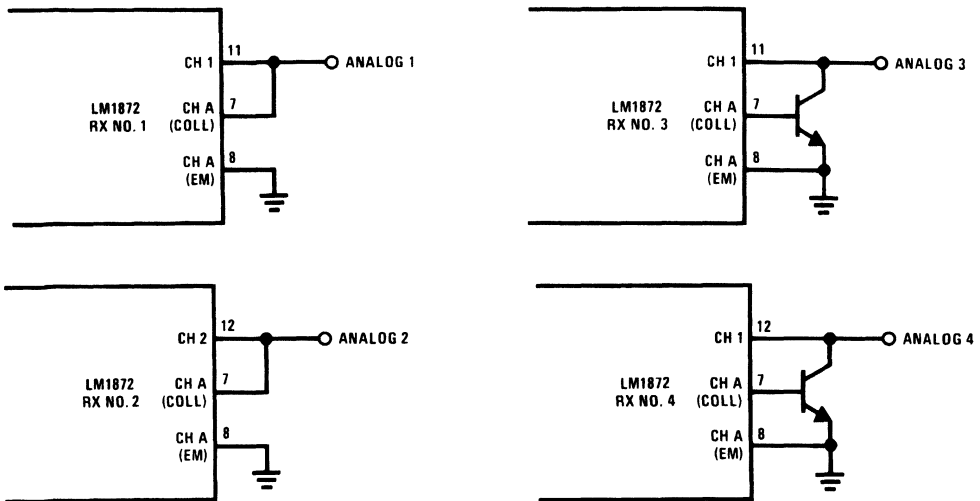 CH 1 11 ANALOG 1
LM1872 CH A 7
RX NO. 1 (COLL)
CH A 8
(EM)
CH 1 11 ANALOG 3
LM1872 CH A 7
RX NO. 3 (COLL)
CH A 8
(EM)
CH 2 12 ANALOG 2
LM1872 CH A 7
RX NO. 2 (COLL)
CH A 8
(EM)
CH 1 12 ANALOG 4
LM1872 CH A 7
RX NO. 4 (COLL)
CH A 8
(EM)